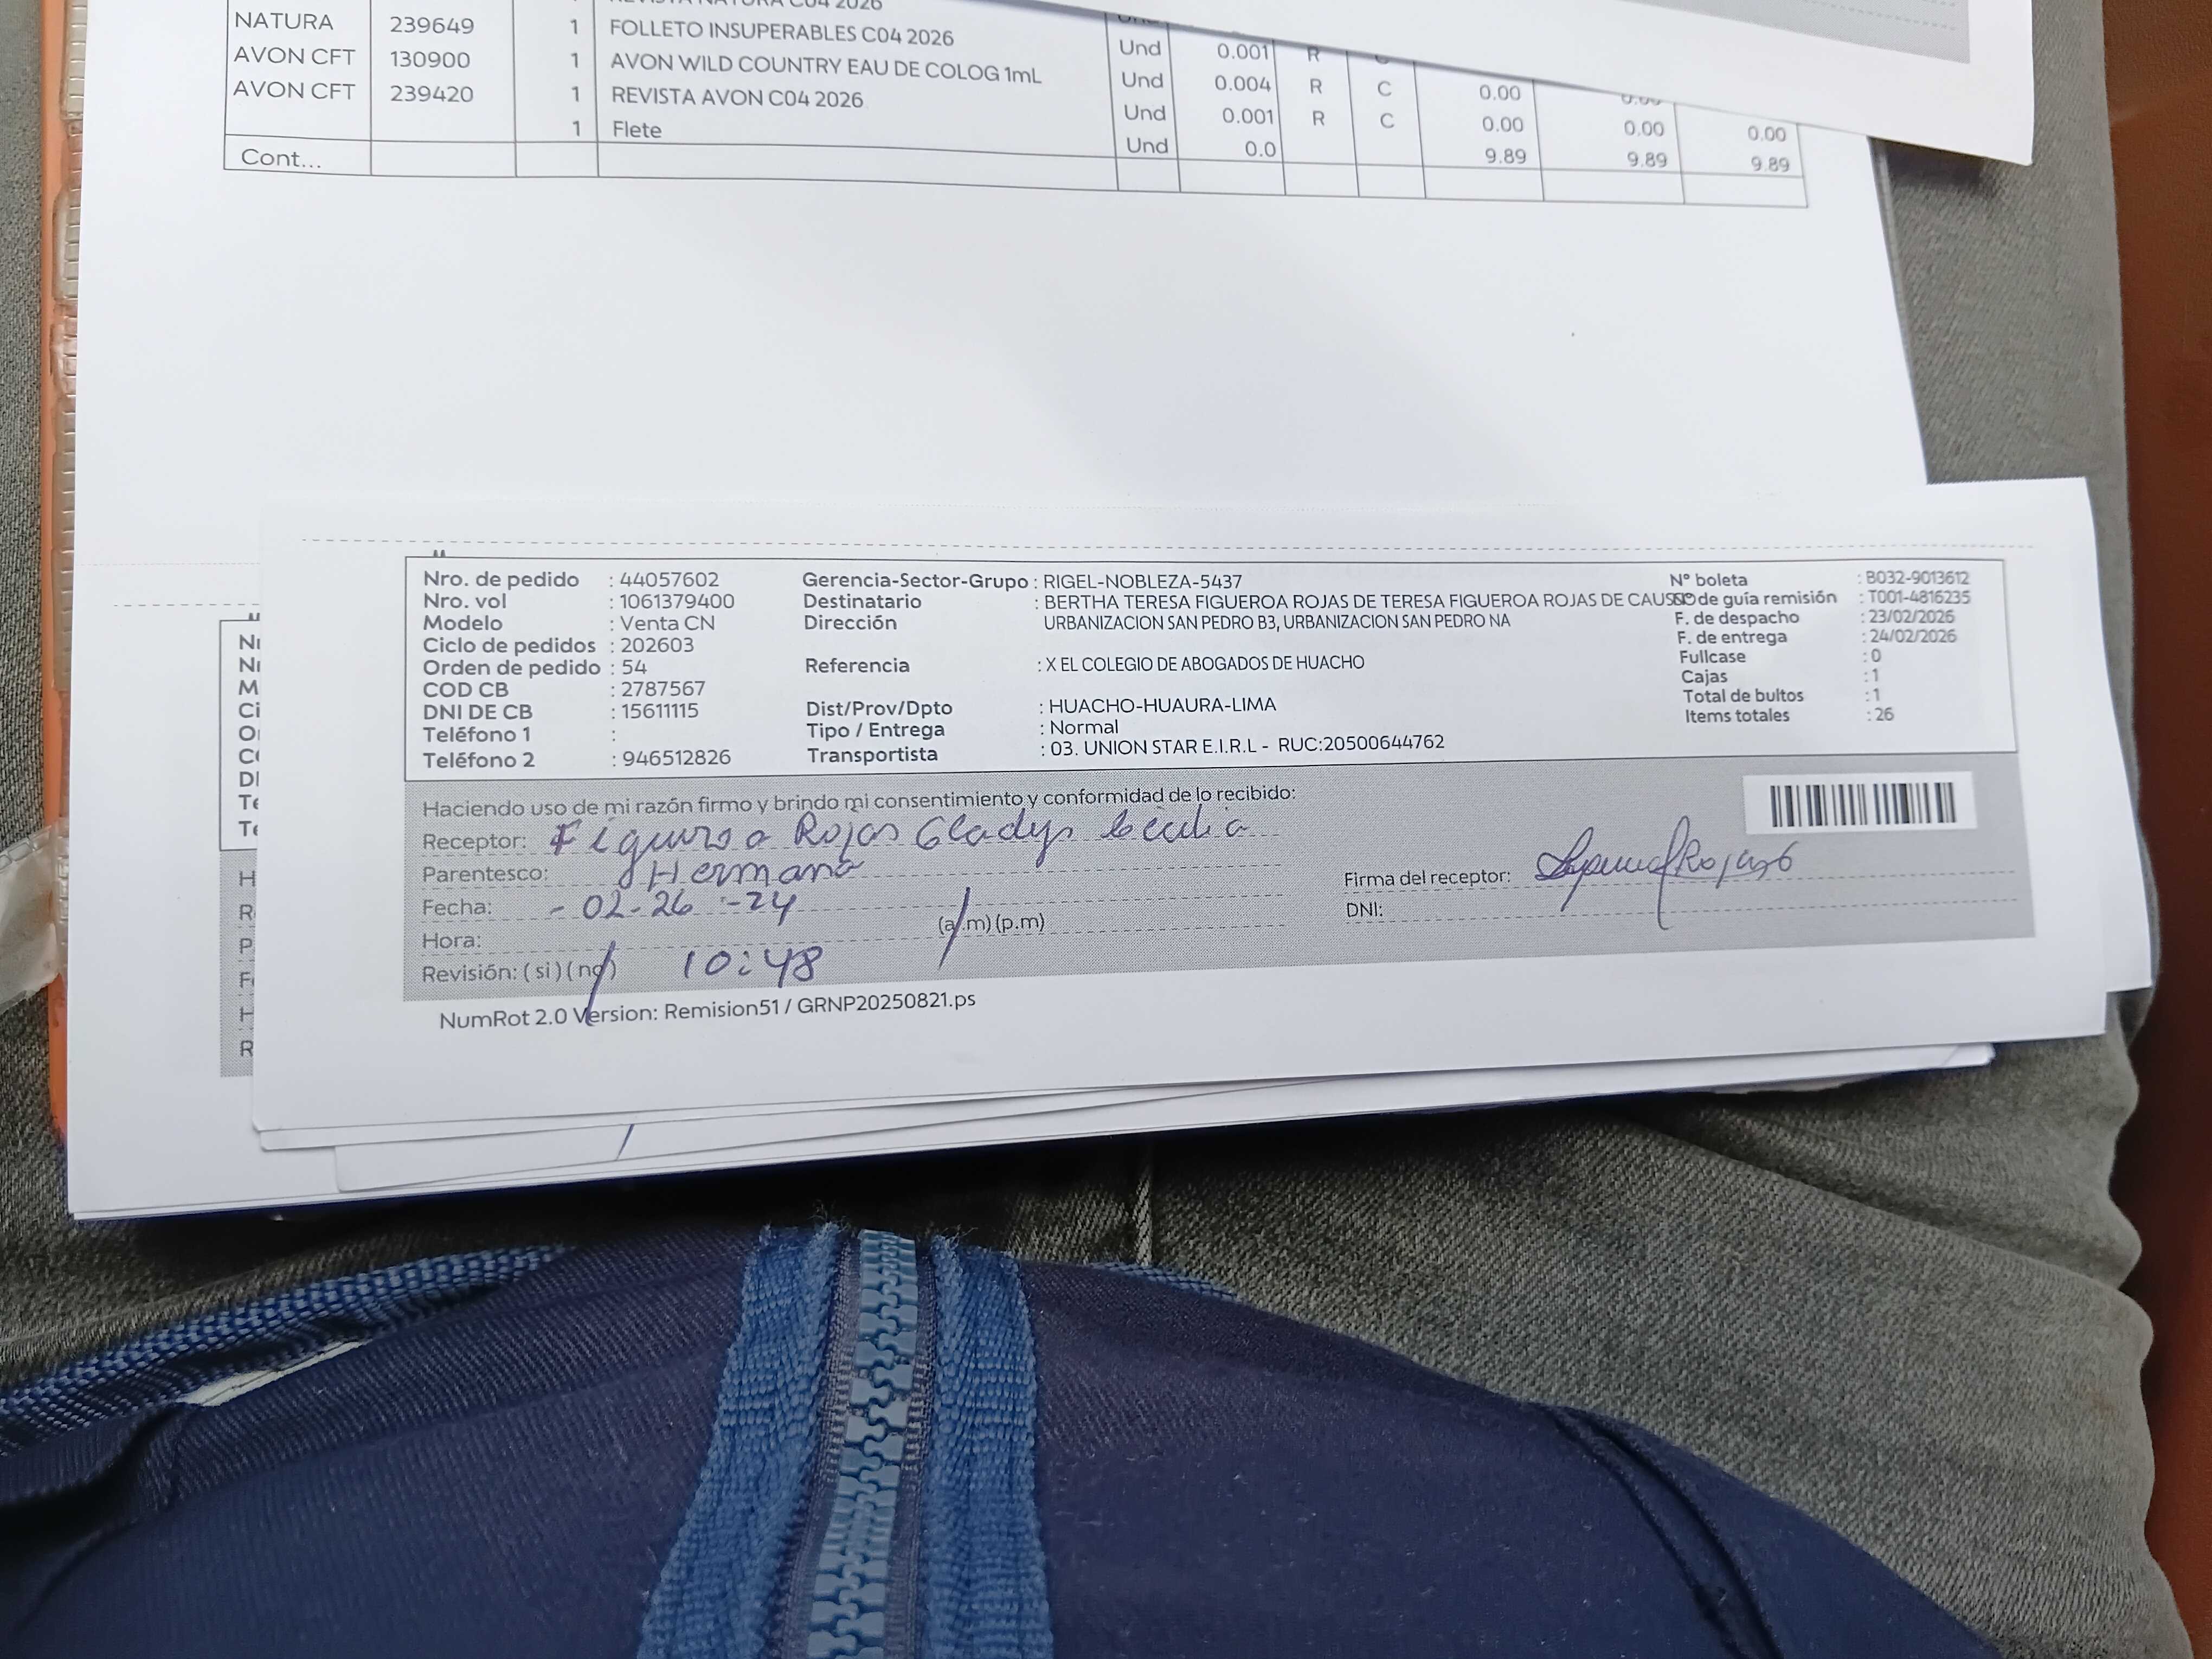 NATURA 239649 1 FOLLETO INSUPERABLES C04 2026 Und 0.001 R
AVON CFT 130900 1 AVON WILD COUNTRY EAU DE COLOG 1mL Und 0.004 R C 0.00
AVON CFT 239420 1 REVISTA AVON C04 2026 Und 0.001 R C 0.00 0.00 0.00
1 Flete Und 0.0 9.89 9.89 9.89
Cont...
Nro. de pedido : 44057602 Gerencia-Sector-Grupo : RIGEL-NOBLEZA-5437 N° boleta : B032-9013612
Nro. vol : 1061379400 Destinatario : BERTHA TERESA FIGUEROA ROJAS DE TERESA FIGUEROA ROJAS DE CAUSSO de guía remisión : T001-4816235
Modelo : Venta CN Dirección URBANIZACION SAN PEDRO B3, URBANIZACION SAN PEDRO NA F. de despacho : 23/02/2026
Ciclo de pedidos : 202603 F. de entrega : 24/02/2026
Orden de pedido : 54 Referencia : X EL COLEGIO DE ABOGADOS DE HUACHO Fullcase : 0
COD CB : 2787567 Cajas : 1
DNI DE CB : 15611115 Dist/Prov/Dpto : HUACHO-HUAURA-LIMA Total de bultos : 1
Teléfono 1 : Tipo / Entrega : Normal Items totales : 26
Teléfono 2 : 946512826 Transportista : 03. UNION STAR E.I.R.L - RUC:20500644762
Haciendo uso de mi razón firmo y brindo mi consentimiento y conformidad de lo recibido:
Receptor: Figueroa Rojas Gladys Cecilia
Parentesco: Hermana Firma del receptor:
Fecha: - 02-26 -24 DNI:
Hora: (a.m) (p.m)
Revisión: (si) (no) 10:48
NumRot 2.0 Version: Remision51 / GRNP20250821.ps